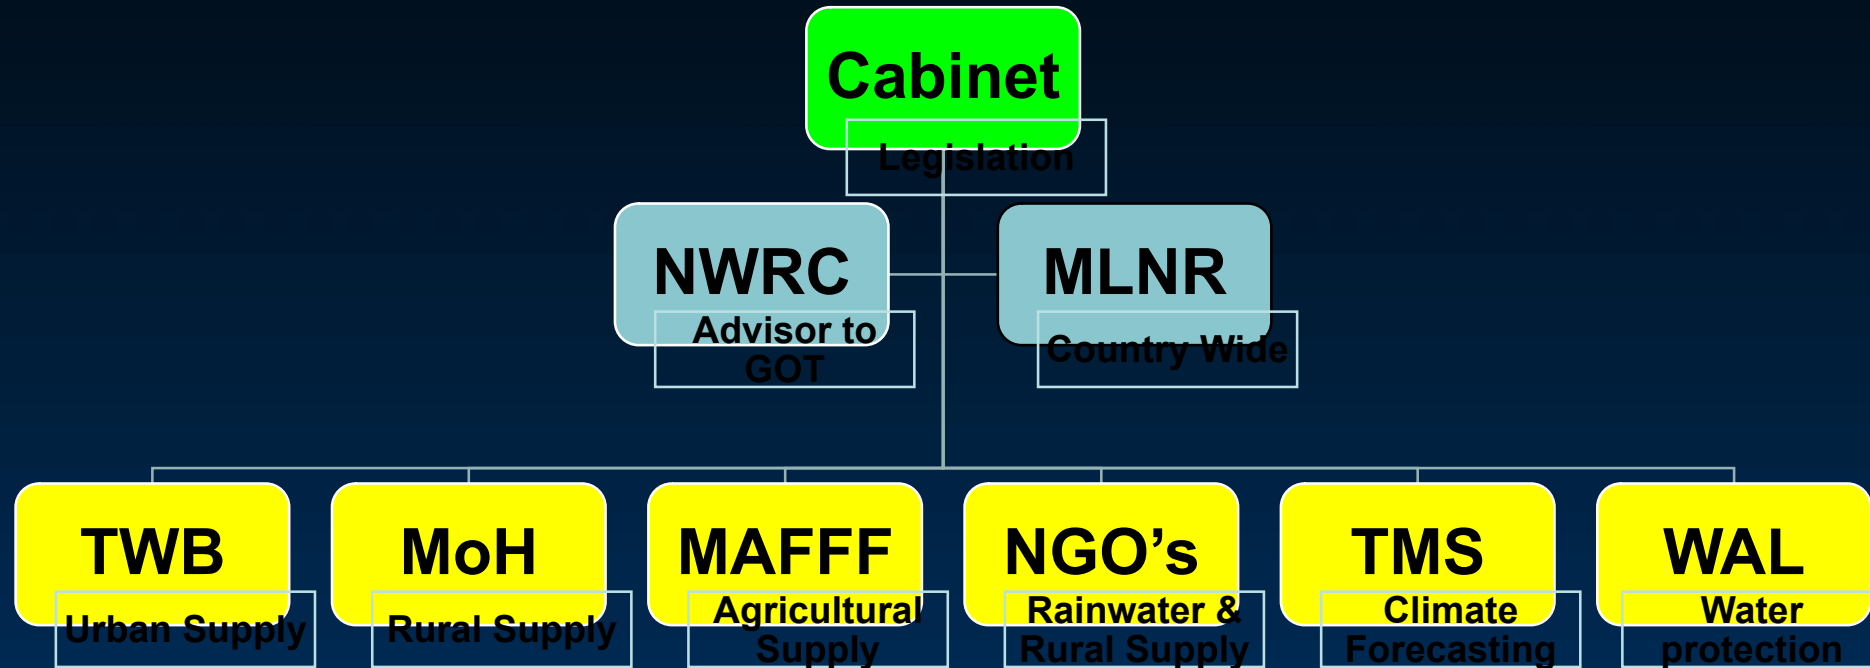 Cabinet
Legislation
NWRC
Advisor to
GOT
MLNR
Country Wide
TWB
Urban Supply
MoH
Rural Supply
MAFFF
Agricultural
Supply
NGO’s
Rainwater &
Rural Supply
TMS
Climate
Forecasting
WAL
Water
protection